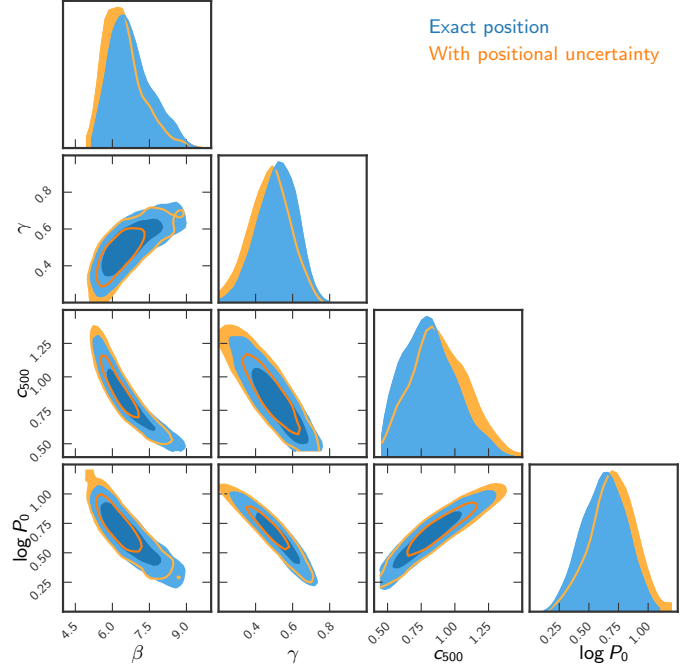 Exact position
With positional uncertainty
γ
0.8
0.6
0.4
c500
1.25
1.00
0.75
0.50
log P0
1.00
0.75
0.50
0.25
4.5 6.0 7.5 9.0 0.4 0.6 0.8 0.50 0.75 1.00 1.25 0.25 0.50 0.75 1.00
β γ c500 log P0